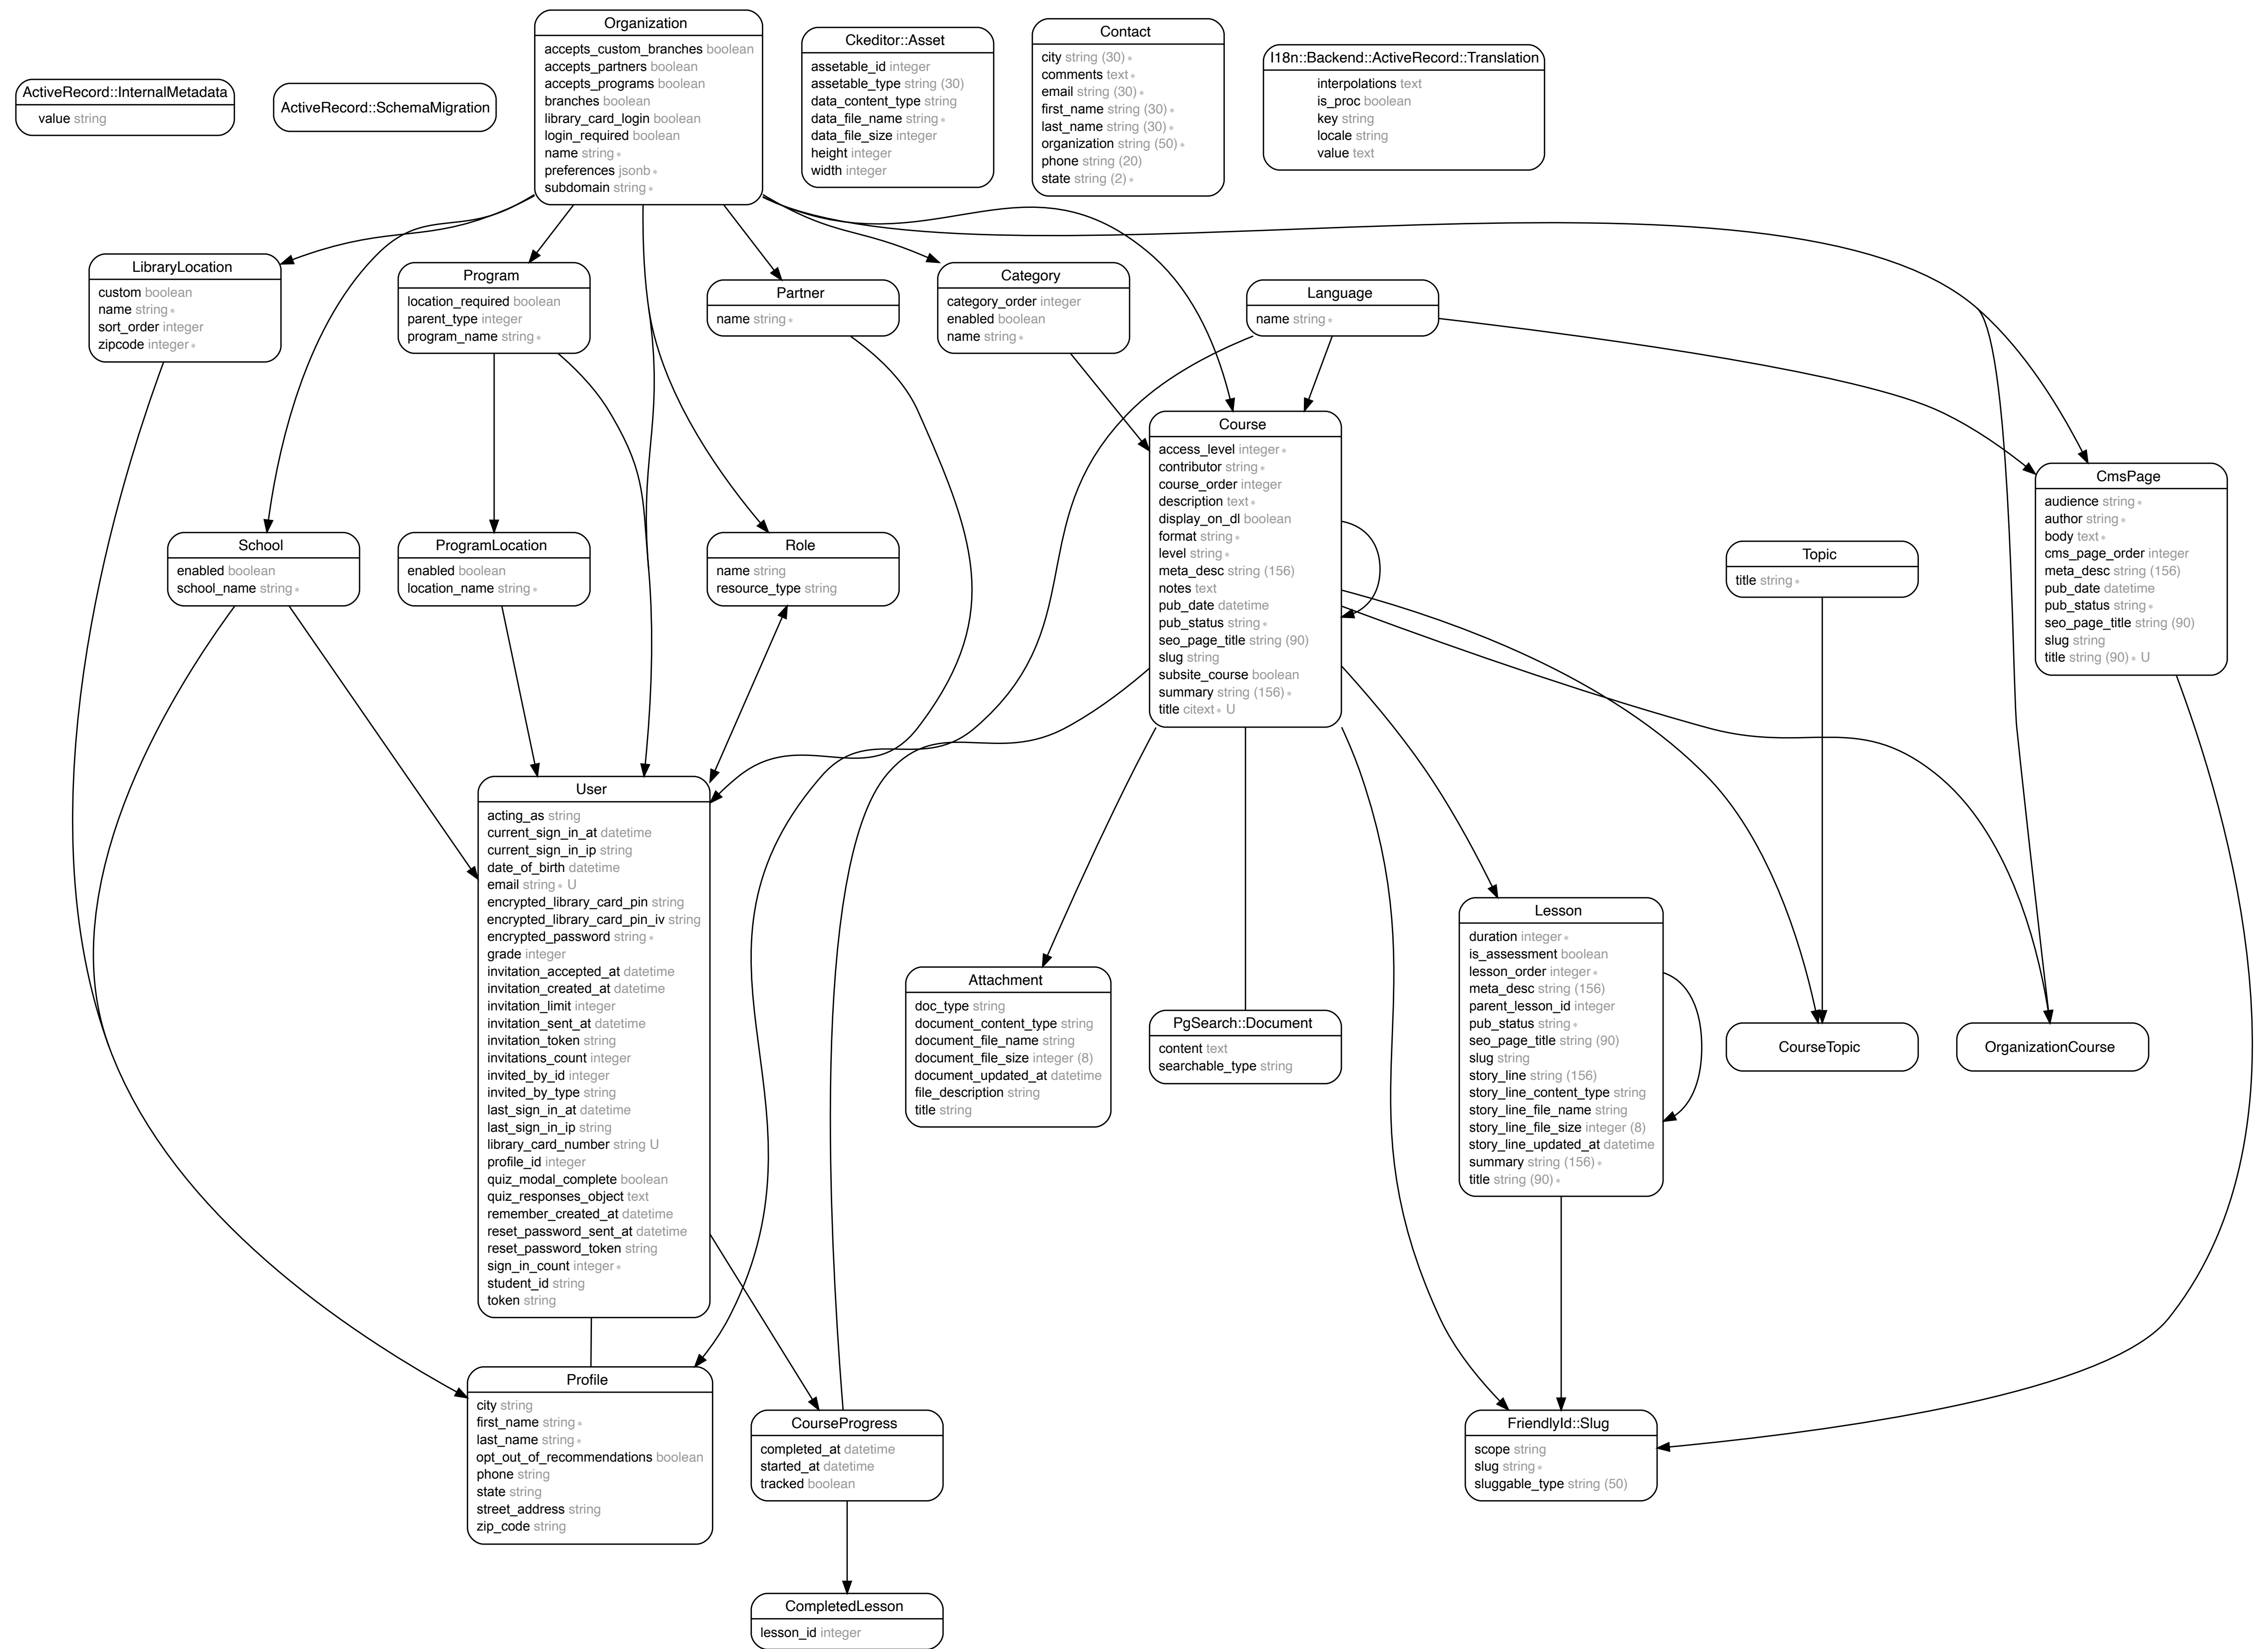 Organization
accepts_custom_branches boolean
accepts_partners boolean
accepts_programs boolean
branches boolean
library_card_login boolean
login_required boolean
name string *
preferences jsonb *
subdomain string *
Ckeditor::Asset
assetable_id integer
assetable_type string (30)
data_content_type string
data_file_name string *
data_file_size integer
height integer
width integer
Contact
city string (30) *
comments text *
email string (30) *
first_name string (30) *
last_name string (30) *
organization string (50) *
phone string (20)
state string (2) *
I18n::Backend::ActiveRecord::Translation
interpolations text
is_proc boolean
key string
locale string
value text
ActiveRecord::InternalMetadata
value string
ActiveRecord::SchemaMigration
LibraryLocation
custom boolean
name string *
sort_order integer
zipcode integer *
Program
location_required boolean
parent_type integer
program_name string *
Partner
name string *
Category
category_order integer
enabled boolean
name string *
Language
name string *
Course
access_level integer *
contributor string *
course_order integer
description text *
display_on_dl boolean
format string *
level string *
meta_desc string (156)
notes text
pub_date datetime
pub_status string *
seo_page_title string (90)
slug string
subsite_course boolean
summary string (156) *
title citext * U
CmsPage
audience string *
author string *
body text *
cms_page_order integer
meta_desc string (156)
pub_date datetime
pub_status string *
seo_page_title string (90)
slug string
title string (90) * U
School
enabled boolean
school_name string *
ProgramLocation
enabled boolean
location_name string *
Role
name string
resource_type string
Topic
title string *
User
acting_as string
current_sign_in_at datetime
current_sign_in_ip string
date_of_birth datetime
email string * U
encrypted_library_card_pin string
encrypted_library_card_pin_iv string
encrypted_password string *
grade integer
invitation_accepted_at datetime
invitation_created_at datetime
invitation_limit integer
invitation_sent_at datetime
invitation_token string
invitations_count integer
invited_by_id integer
invited_by_type string
last_sign_in_at datetime
last_sign_in_ip string
library_card_number string U
profile_id integer
quiz_modal_complete boolean
quiz_responses_object text
remember_created_at datetime
reset_password_sent_at datetime
reset_password_token string
sign_in_count integer *
student_id string
token string
Lesson
duration integer *
is_assessment boolean
lesson_order integer *
meta_desc string (156)
parent_lesson_id integer
pub_status string *
seo_page_title string (90)
slug string
story_line string (156)
story_line_content_type string
story_line_file_name string
story_line_file_size integer (8)
story_line_updated_at datetime
summary string (156) *
title string (90) *
Attachment
doc_type string
document_content_type string
document_file_name string
document_file_size integer (8)
document_updated_at datetime
file_description string
title string
PgSearch::Document
content text
searchable_type string
CourseTopic
OrganizationCourse
Profile
city string
first_name string *
last_name string *
opt_out_of_recommendations boolean
phone string
state string
street_address string
zip_code string
CourseProgress
completed_at datetime
started_at datetime
tracked boolean
FriendlyId::Slug
scope string
slug string *
sluggable_type string (50)
CompletedLesson
lesson_id integer